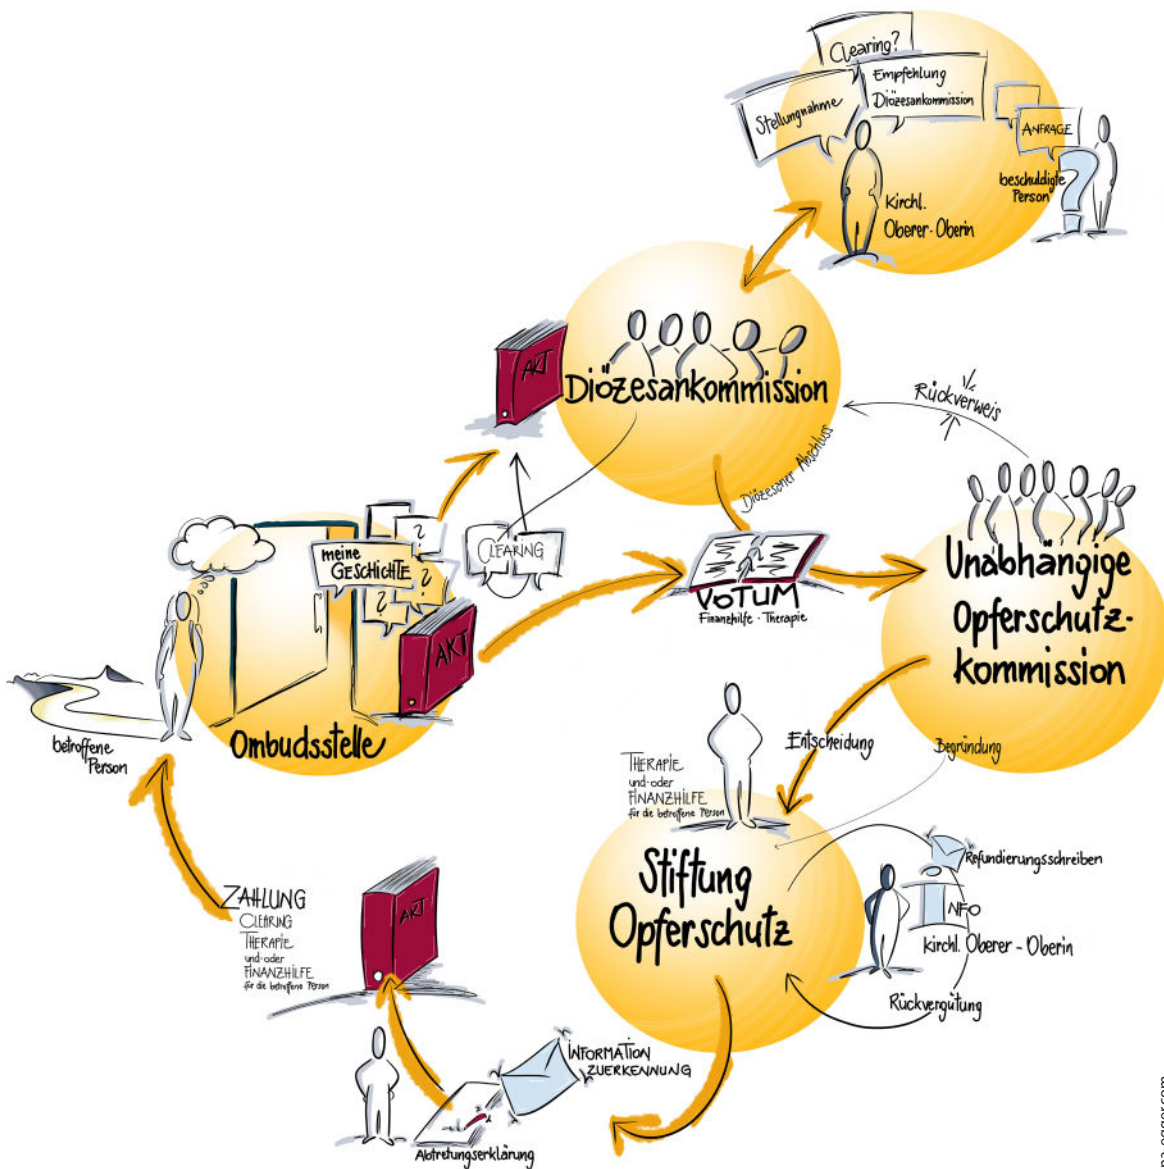 Clearing?
Empfehlung
Diözesankommission
Stellungnahme
ANFRAGE
beschuldigte
Person
Kirchl.
Oberer-Oberin
AKT
Diözesankommission
Rückverweis
Diözesaner Abschluss
CLEARING
meine
GESCHICHTE
?
?
?
AKT
Ombudsstelle
betroffene
Person
VOTUM
Finanzhilfe - Therapie
Unabhängige
Opferschutz-
kommission
Entscheidung
Begründung
THERAPIE
und-oder
FINANZHILFE
für die betroffene Person
Stiftung
Opferschutz
Refundierungsschreiben
INFO
kirchl. Oberer - Oberin
Rückvergütung
ZAHLUNG
CLEARING
THERAPIE
und-oder
FINANZHILFE
für die betroffene Person
AKT
INFORMATION
ZUERKENNUNG
Abtretungserklärung